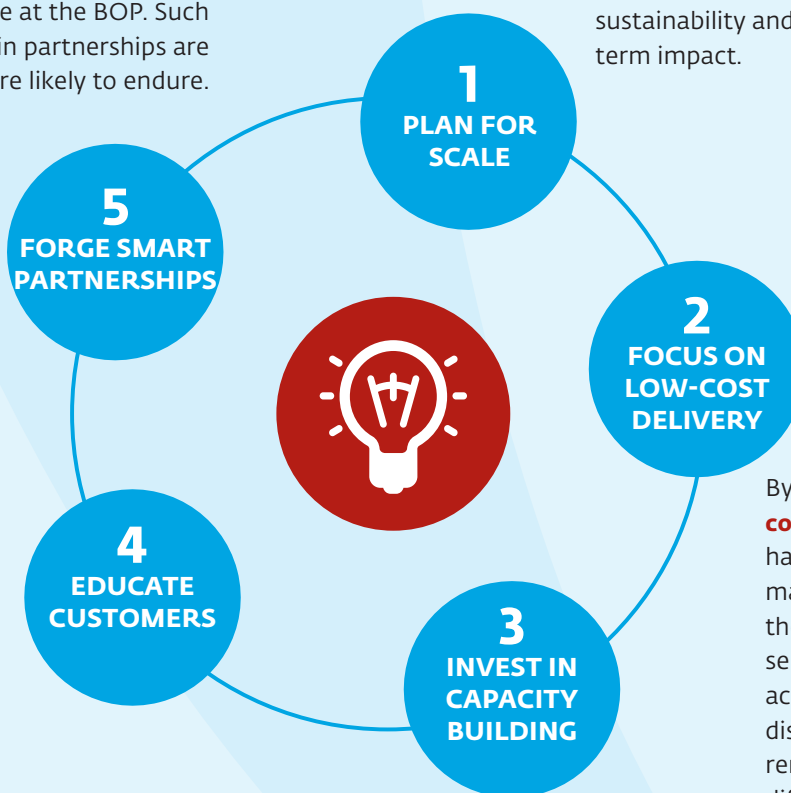 e at the BOP. Such
in partnerships are
re likely to endure.
sustainability and
term impact.
1
PLAN FOR
SCALE
2
FOCUS ON
LOW-COST
DELIVERY
By
co
ha
ma
th
se
ac
dis
rer
3
INVEST IN
CAPACITY
BUILDING
4
EDUCATE
CUSTOMERS
5
FORGE SMART
PARTNERSHIPS